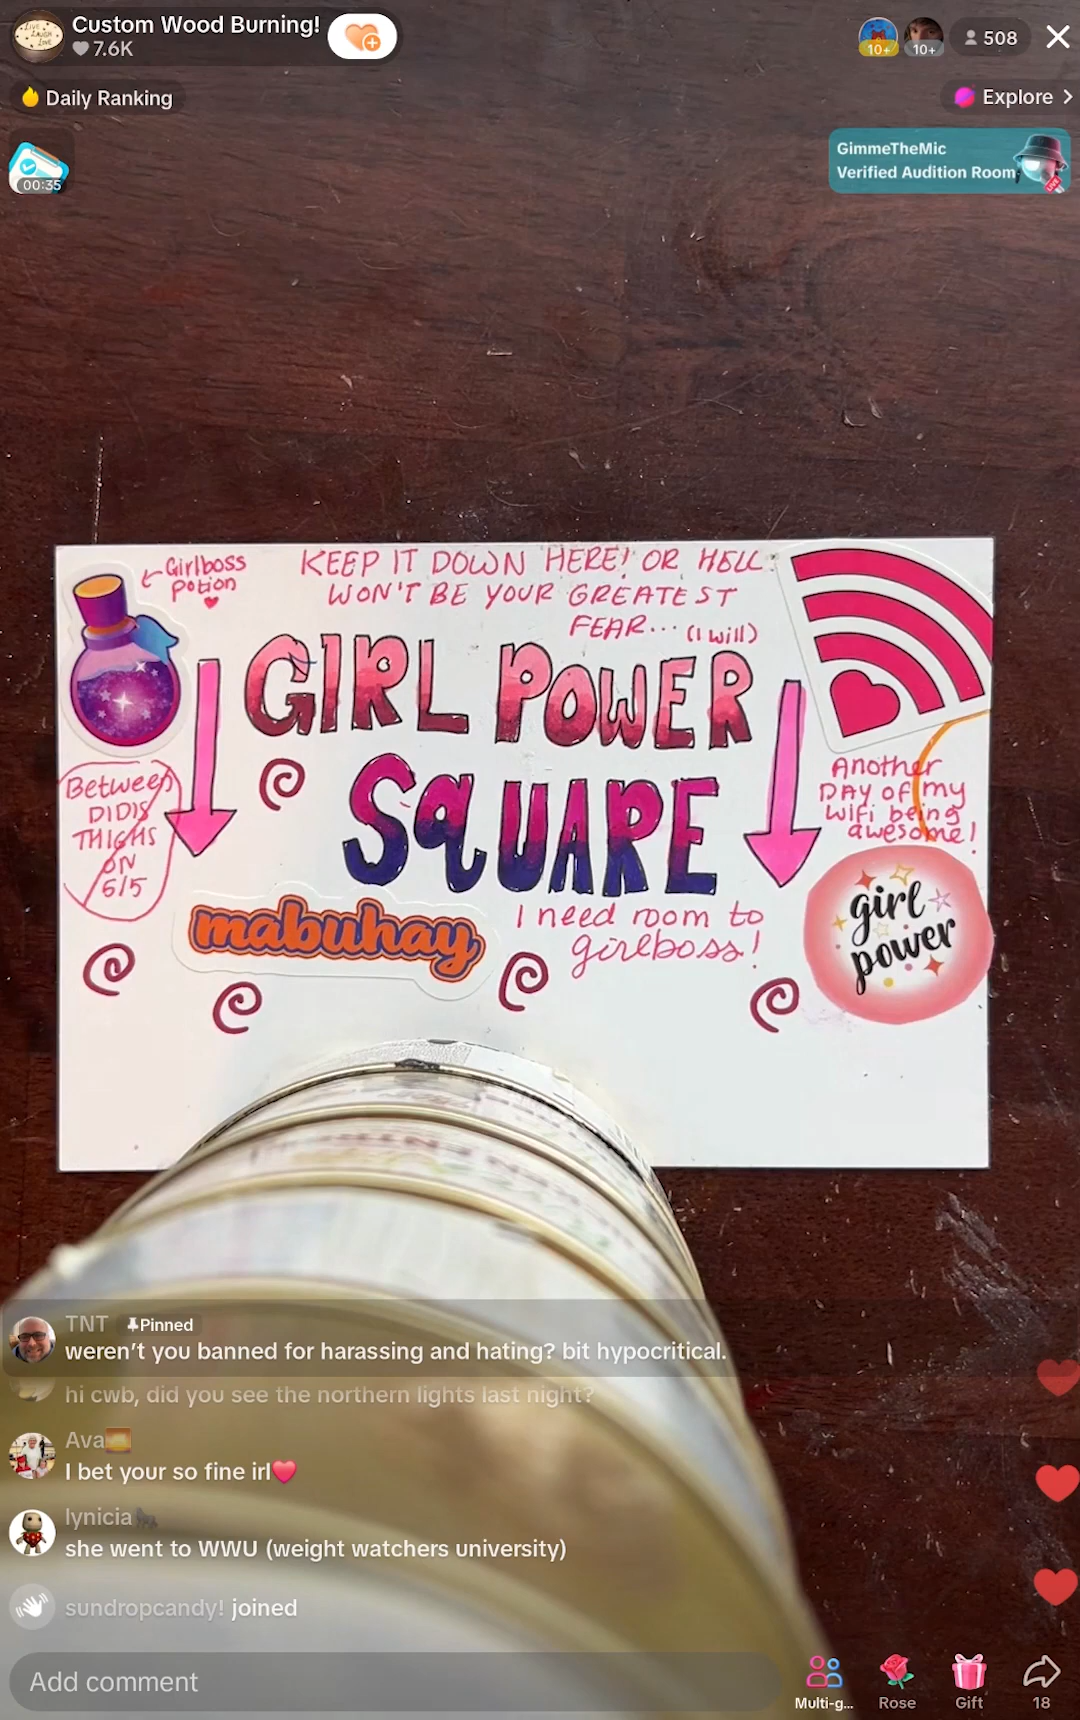 Custom Wood Burning!
7.6K
10+
10+
508
Daily Ranking
Explore
00:35
GimmeTheMic
Verified Audition Room
Girlboss
potion
KEEP IT DOWN HERE! OR HELL
WON'T BE YOUR GREATEST
FEAR... (I will)
GIRL POWER
SQUARE
Between
DIDIS
THIGHS
ON
6/5
Another
DAY of my
wifi being
awesome!
mabuhay
I need room to
girlboss!
girl
power
TNT Pinned
weren't you banned for harassing and hating? bit hypocritical.
hi cwb, did you see the northern lights last night?
Ava
I bet your so fine irl
lynicia
she went to WWU (weight watchers university)
sundropcandy! joined
Add comment
Multi-g...
Rose
Gift
18